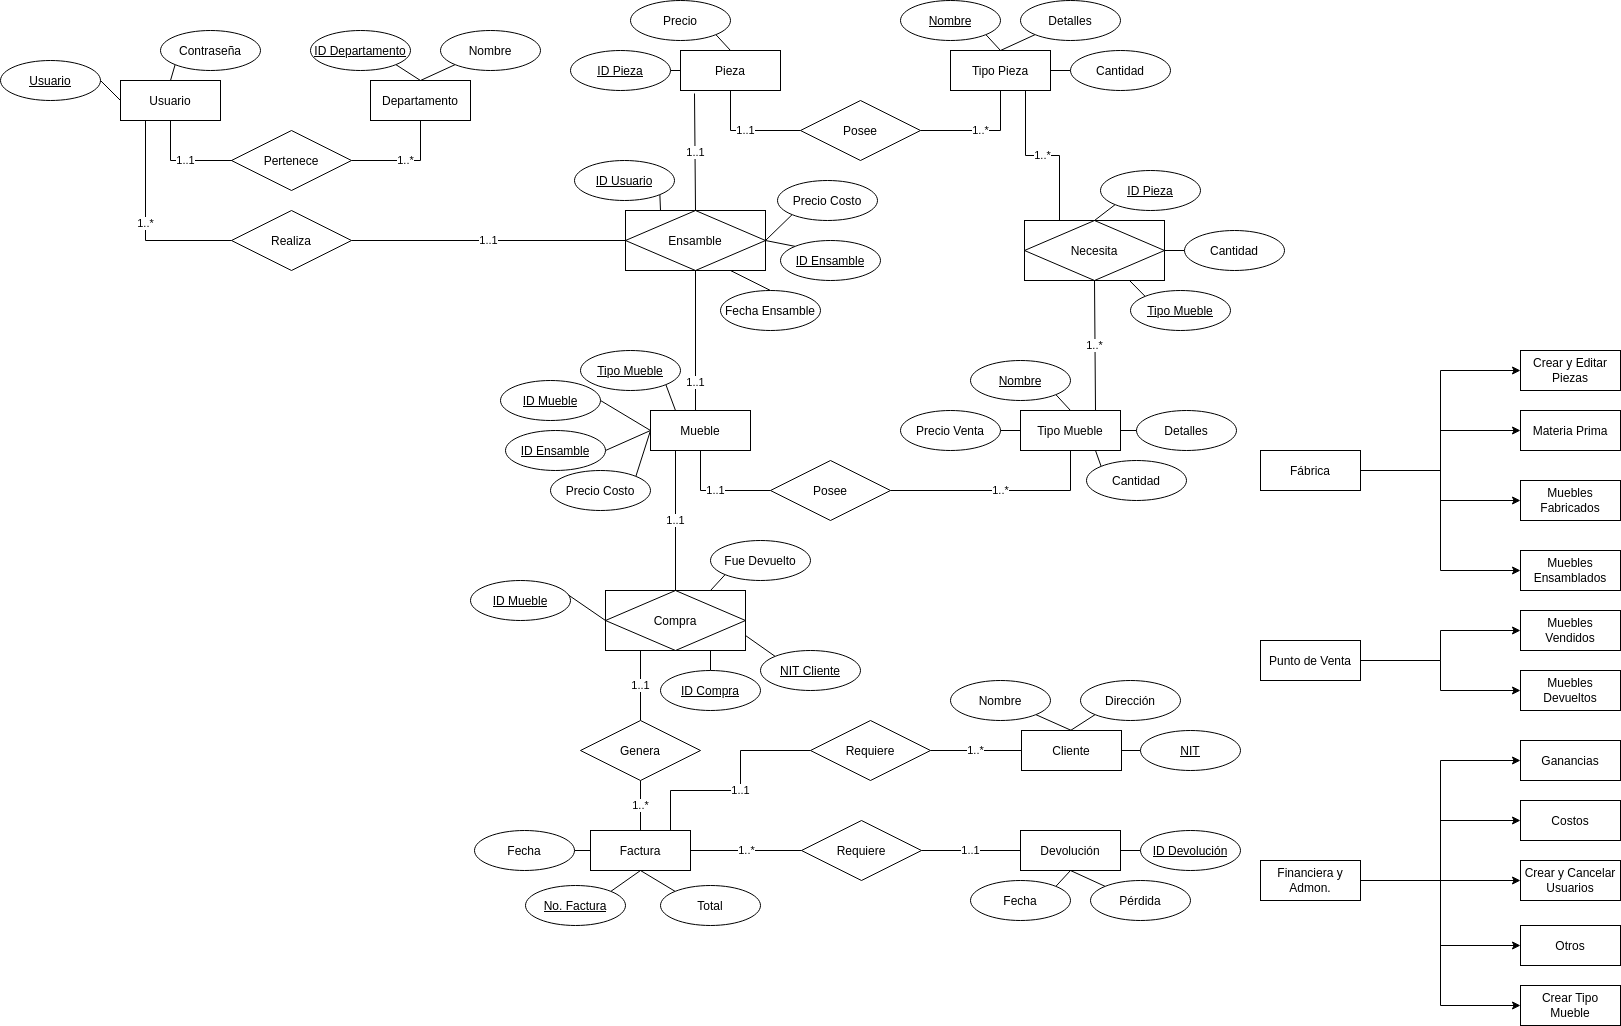 Precio
Nombre
Detalles
Contraseña
ID Departamento
Nombre
Usuario
ID Pieza
Pieza
Tipo Pieza
Cantidad
Usuario
Departamento
1..1
Posee
1..*
1..1
Pertenece
1..*
1..1
1..*
ID Usuario
Precio Costo
ID Pieza
1..*
Realiza
1..1
Ensamble
ID Ensamble
Necesita
Cantidad
Fecha Ensamble
Tipo Mueble
1..*
Tipo Mueble
1..1
Nombre
ID Mueble
Mueble
Precio Venta
Tipo Mueble
Detalles
ID Ensamble
Precio Costo
1..1
Posee
1..*
Cantidad
1..1
Fue Devuelto
ID Mueble
Compra
NIT Cliente
1..1
ID Compra
Nombre
Dirección
Genera
Requiere
1..*
Cliente
NIT
1..1
1..*
Fecha
Factura
1..*
Requiere
1..1
Devolución
ID Devolución
No. Factura
Total
Fecha
Pérdida
Fábrica
Crear y Editar
Piezas
Materia Prima
Muebles
Fabricados
Muebles
Ensamblados
Punto de Venta
Muebles
Vendidos
Muebles
Devueltos
Financiera y
Admon.
Ganancias
Costos
Crear y Cancelar
Usuarios
Otros
Crear Tipo
Mueble